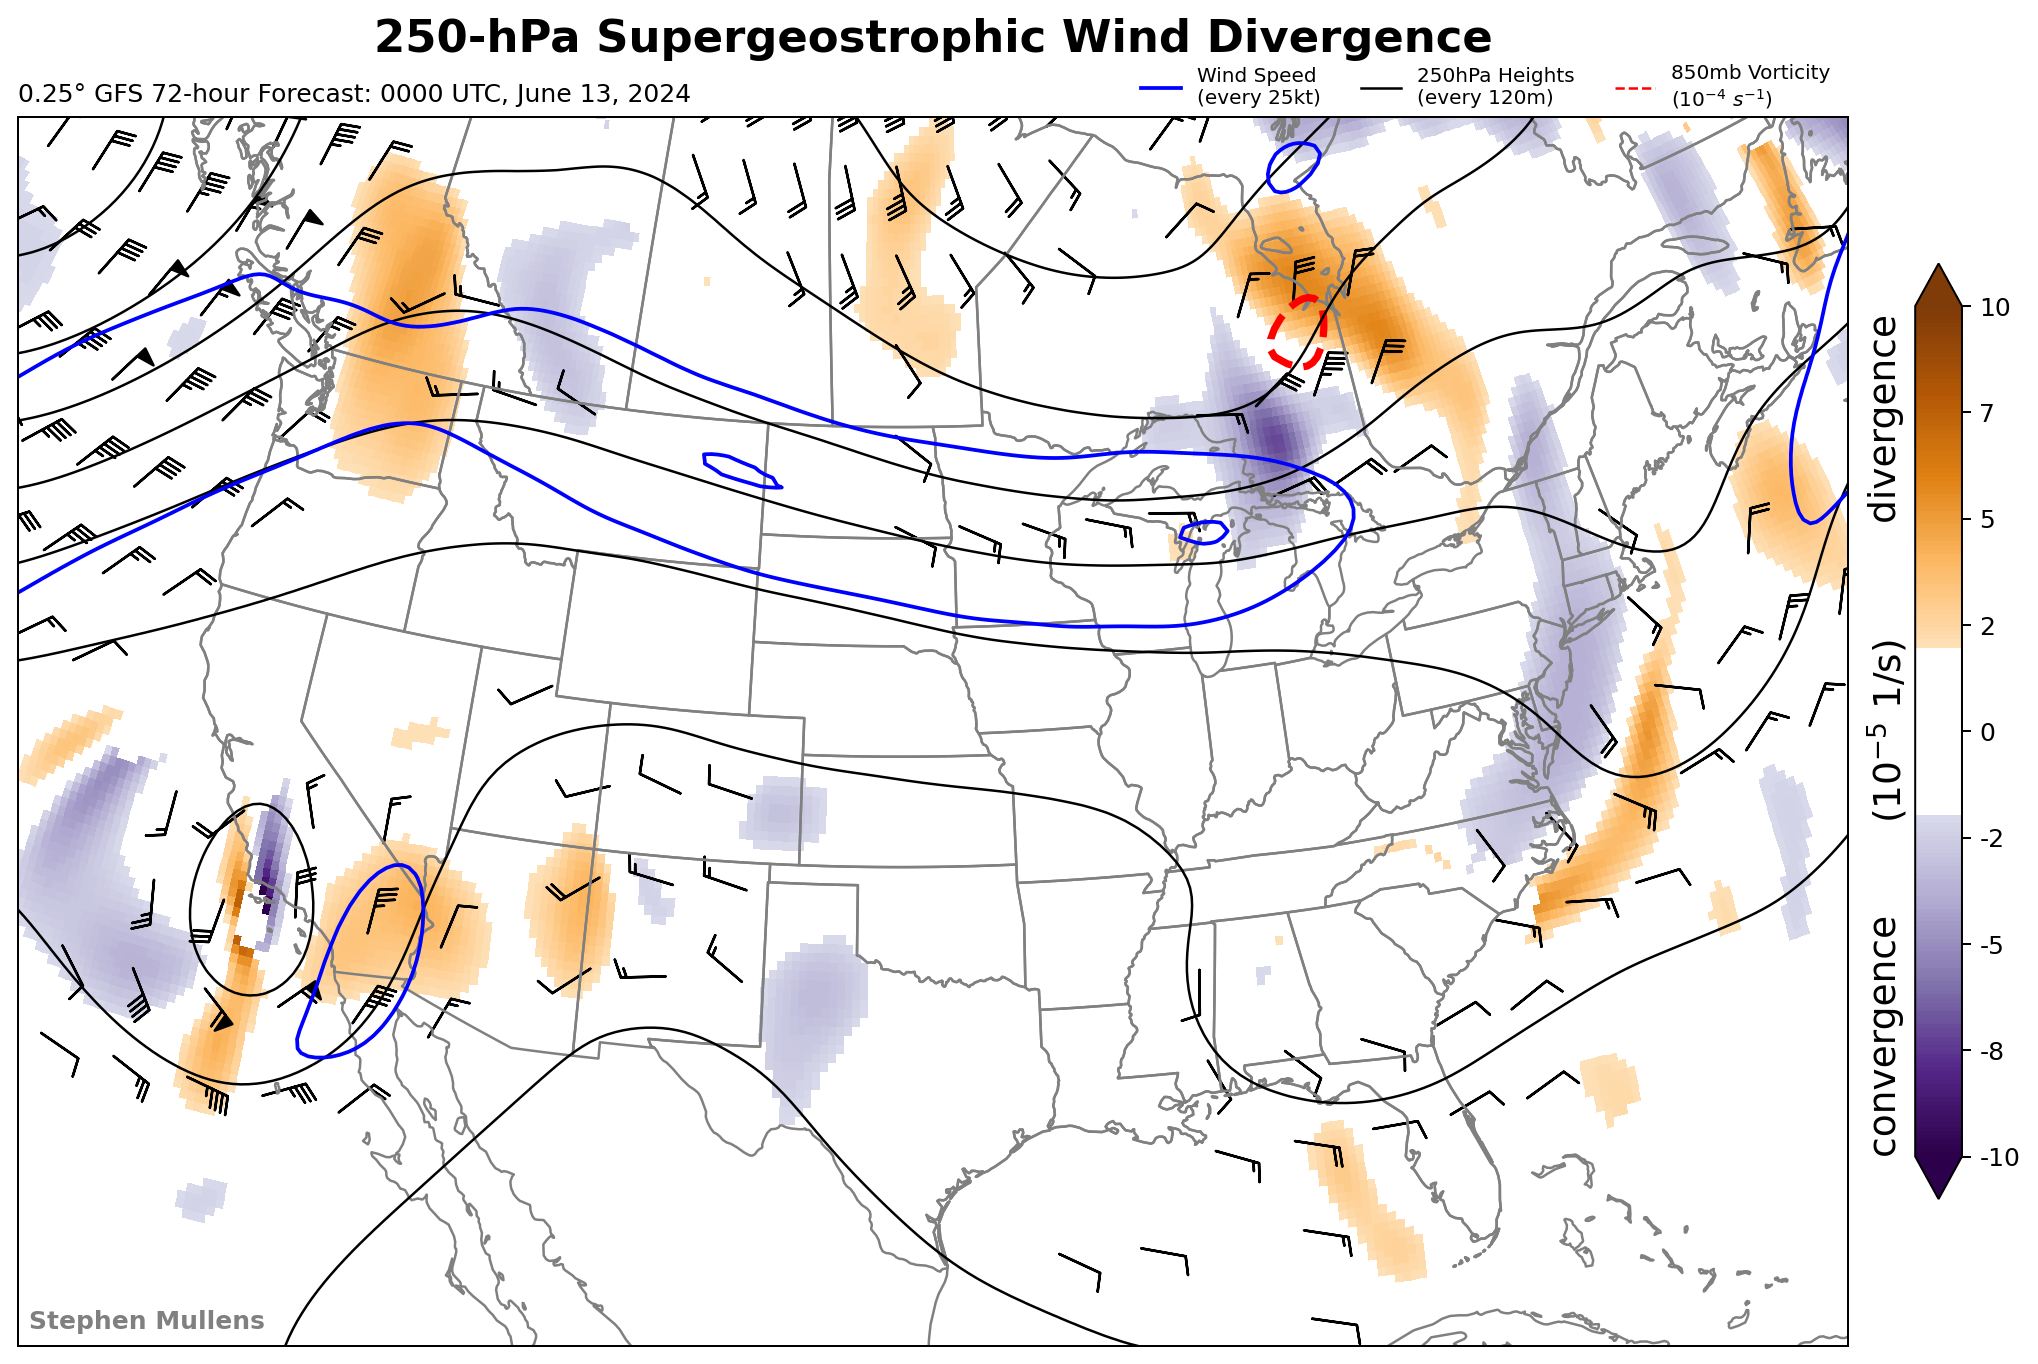 250-hPa Supergeostrophic Wind Divergence
0.25° GFS 72-hour Forecast: 0000 UTC, June 13, 2024
Wind Speed
(every 25kt)
250hPa Heights
(every 120m)
850mb Vorticity
(10⁻⁴ s⁻¹)
10
7
5
2
0
-2
-5
-8
-10
convergence (10⁻⁵ 1/s) divergence
Stephen Mullens